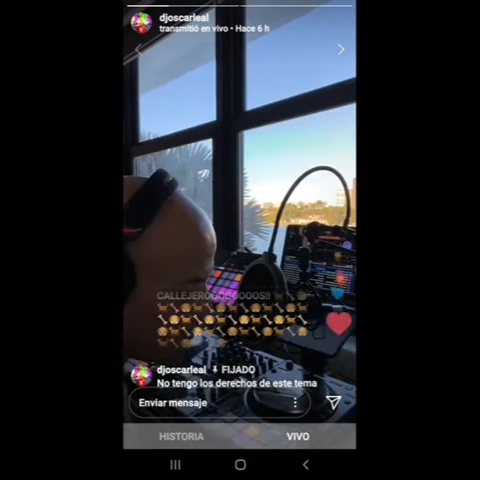 djoscarleal
transmitió en vivo • Hace 6 h
djoscarleal FIJADO
No tengo los derechos de este tema
Enviar mensaje
HISTORIA
VIVO